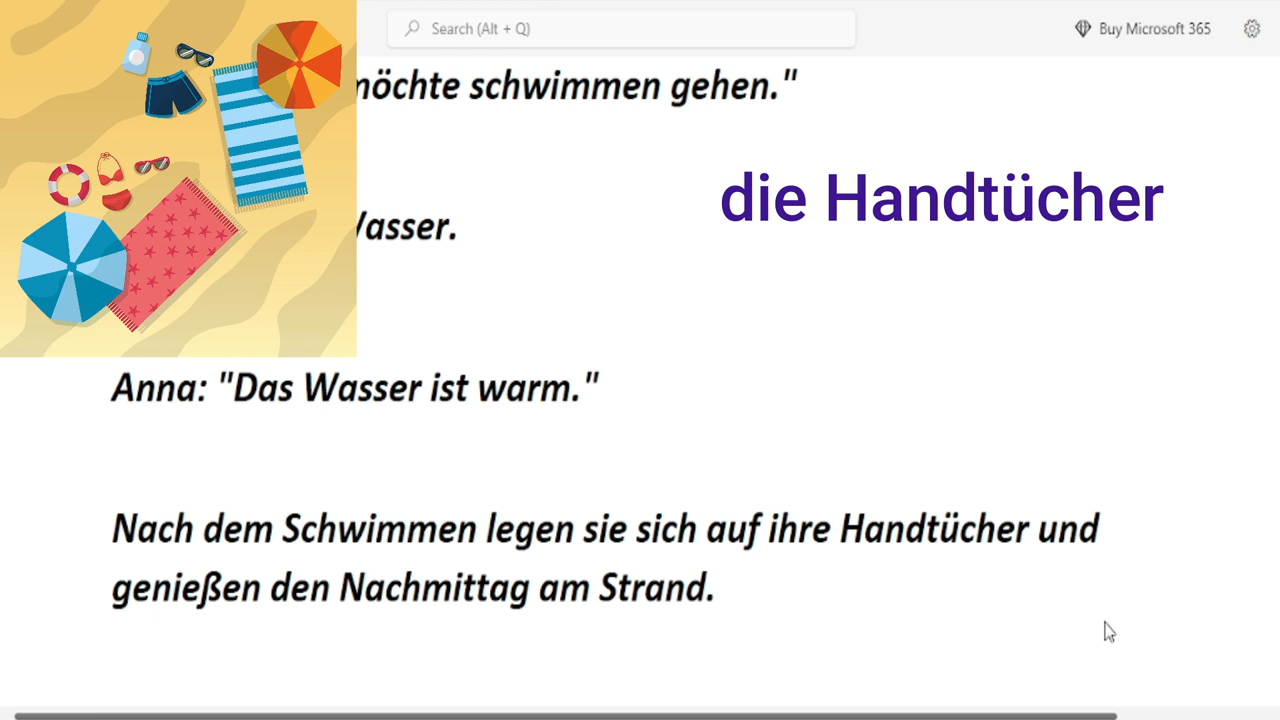 Search (Alt + Q)
Buy Microsoft 365
möchte schwimmen gehen."
die Handtücher
Wasser.
Anna: "Das Wasser ist warm."
Nach dem Schwimmen legen sie sich auf ihre Handtücher und
genießen den Nachmittag am Strand.